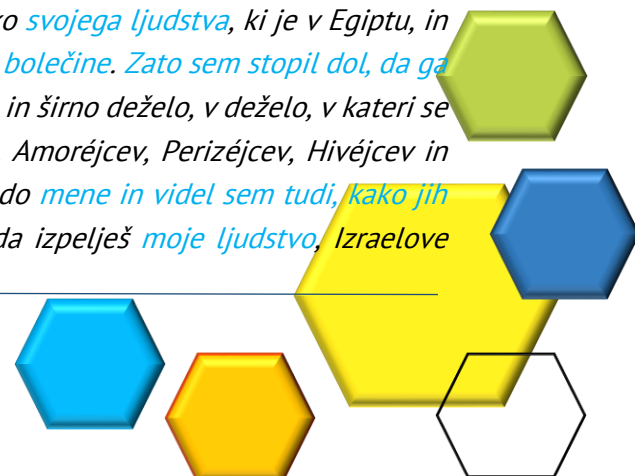 ko svojega ljudstva, ki je v Egiptu, in
bolečine. Zato sem stopil dol, da ga
in širno deželo, v deželo, v kateri se
Amoréjcev, Perizéjcev, Hivéjcev in
do mene in videl sem tudi, kako jih
da izpelješ moje ljudstvo, Izraelove